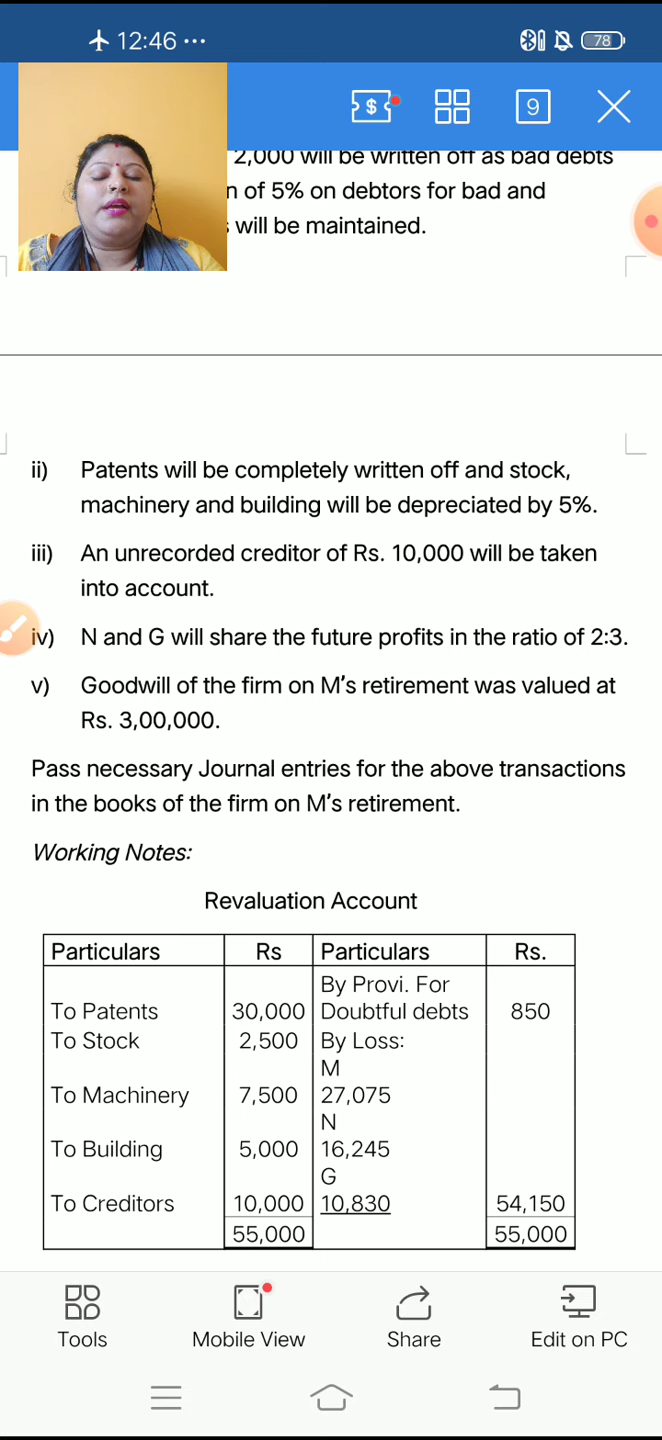 12:46 ...
78
$
9
2,000 will be written off as bad debts
n of 5% on debtors for bad and
will be maintained.
ii) Patents will be completely written off and stock,
machinery and building will be depreciated by 5%.
iii) An unrecorded creditor of Rs. 10,000 will be taken
into account.
iv) N and G will share the future profits in the ratio of 2:3.
v) Goodwill of the firm on M's retirement was valued at
Rs. 3,00,000.
Pass necessary Journal entries for the above transactions
in the books of the firm on M's retirement.
Working Notes:
Revaluation Account
Particulars Rs Particulars Rs.
By Provi. For
To Patents 30,000 Doubtful debts 850
To Stock 2,500 By Loss:
M
To Machinery 7,500 27,075
N
To Building 5,000 16,245
G
To Creditors 10,000 10,830 54,150
55,000 55,000
Tools Mobile View Share Edit on PC